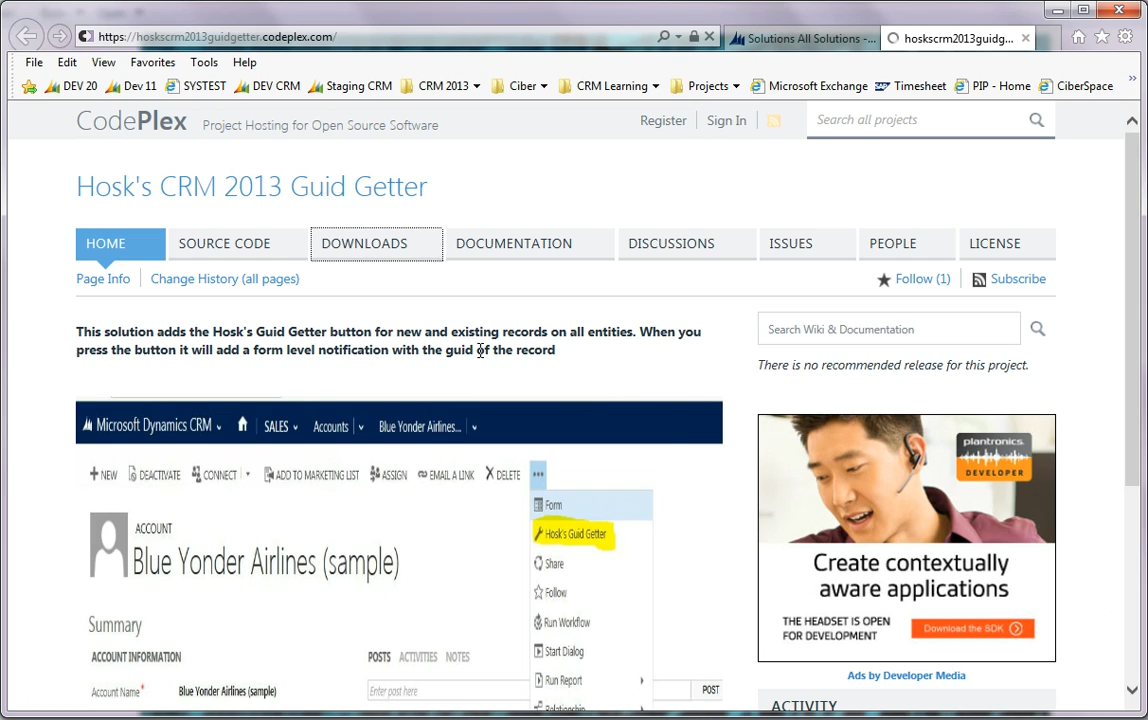 https://hoskscrm2013guidgetter.codeplex.com/
Solutions All Solutions -...
hoskscrm2013guidg...
File Edit View Favorites Tools Help
DEV 20 Dev 11 SYSTEST DEV CRM Staging CRM CRM 2013 Ciber CRM Learning Projects Microsoft Exchange Timesheet PIP - Home CiberSpace
CodePlex Project Hosting for Open Source Software
Register Sign In
Search all projects
Hosk's CRM 2013 Guid Getter
HOME SOURCE CODE DOWNLOADS DOCUMENTATION DISCUSSIONS ISSUES PEOPLE LICENSE
Page Info Change History (all pages)
Follow (1) Subscribe
This solution adds the Hosk's Guid Getter button for new and existing records on all entities. When you
press the button it will add a form level notification with the guid of the record
Search Wiki & Documentation
There is no recommended release for this project.
Microsoft Dynamics CRM SALES Accounts Blue Yonder Airlines...
NEW DEACTIVATE CONNECT ADD TO MARKETING LIST ASSIGN EMAIL A LINK DELETE •••
Form
Hosk's Guid Getter
Share
Follow
Run Workflow
Start Dialog
Run Report
Relationship
ACCOUNT
Blue Yonder Airlines (sample)
Summary
ACCOUNT INFORMATION
Account Name* Blue Yonder Airlines (sample)
POSTS ACTIVITIES NOTES
Enter post here
POST
plantronics.
DEVELOPER
Create contextually
aware applications
THE HEADSET IS OPEN
FOR DEVELOPMENT
Download the SDK
Ads by Developer Media
ACTIVITY